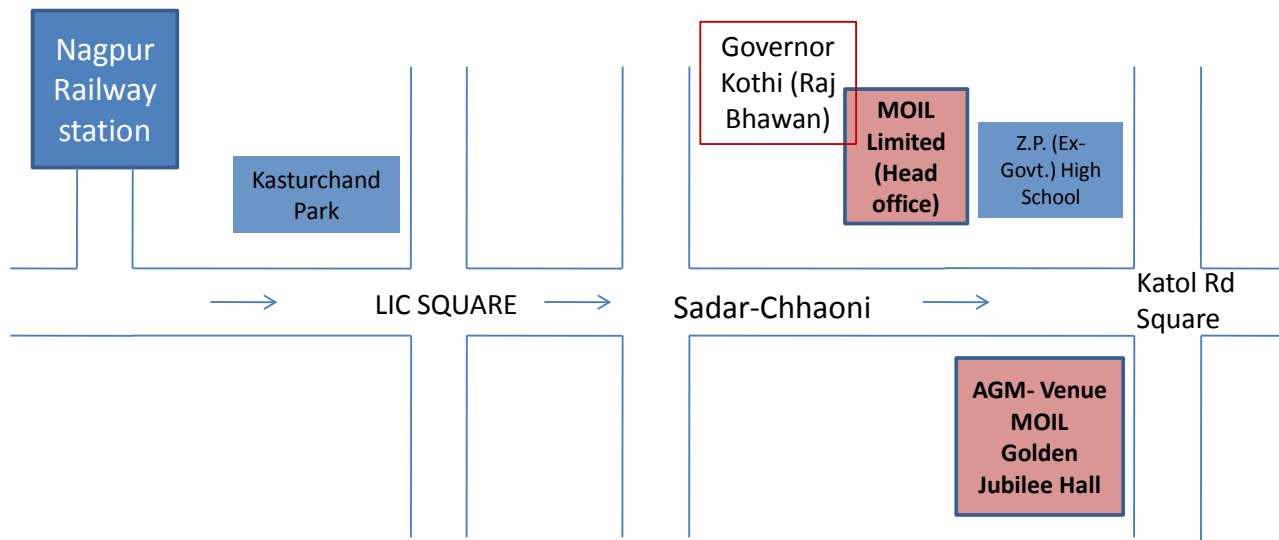 Nagpur
Railway
station
Kasturchand
Park
Governor
Kothi (Raj
Bhawan)
MOIL
Limited
(Head
office)
Z.P. (Ex-
Govt.) High
School
LIC SQUARE
Sadar-Chhaoni
Katol Rd
Square
AGM- Venue
MOIL
Golden
Jubilee Hall